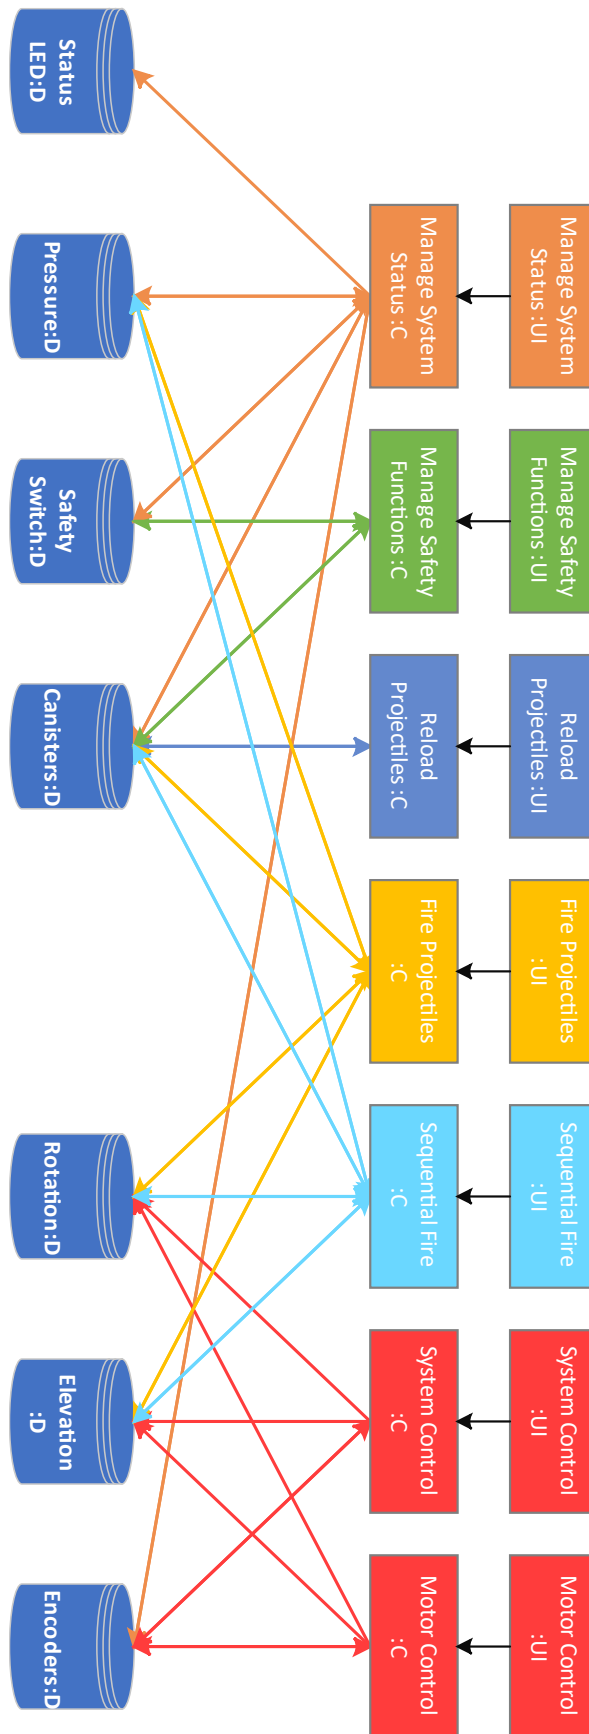 Manage System
Status :UI
Manage Safety
Functions :UI
Reload
Projectiles :UI
Fire Projectiles
:UI
Sequential Fire
:UI
System Control
:UI
Motor Control
:UI
Manage System
Status :C
Manage Safety
Functions :C
Reload
Projectiles :C
Fire Projectiles
:C
Sequential Fire
:C
System Control
:C
Motor Control
:C
Status
LED:D
Pressure:D
Safety
Switch:D
Canisters:D
Rotation:D
Elevation
:D
Encoders:D